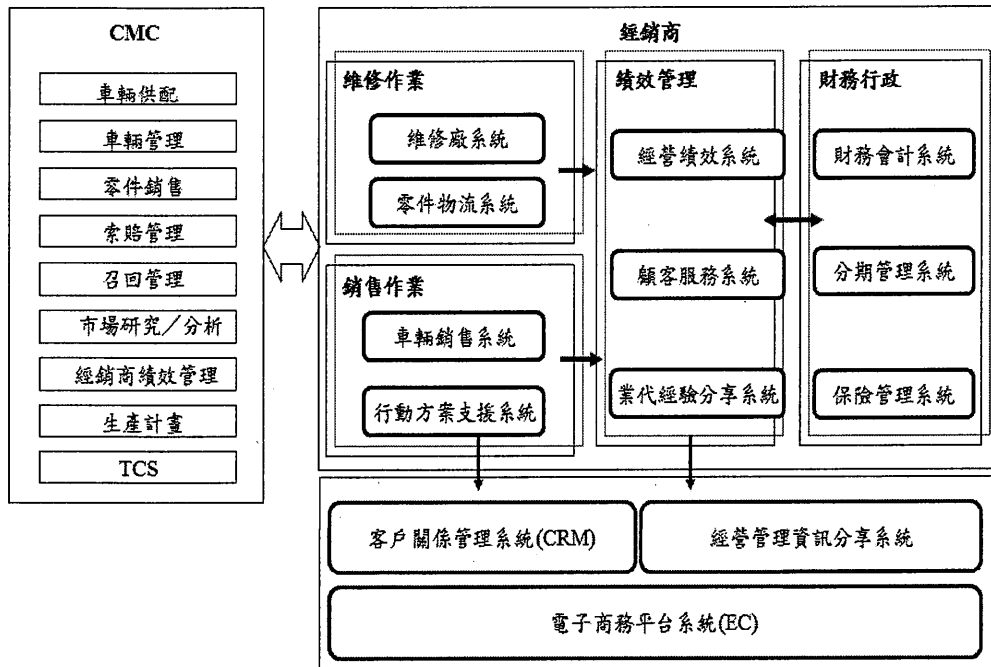 CMC
車輛供配
車輛管理
零件銷售
索賠管理
召回管理
市場研究／分析
經銷商績效管理
生產計畫
TCS
經銷商
維修作業
維修廠系統
零件物流系統
銷售作業
車輛銷售系統
行動方案支援系統
績效管理
經營績效系統
顧客服務系統
業代經驗分享系統
財務行政
財務會計系統
分期管理系統
保險管理系統
客戶關係管理系統(CRM)
經營管理資訊分享系統
電子商務平台系統(EC)